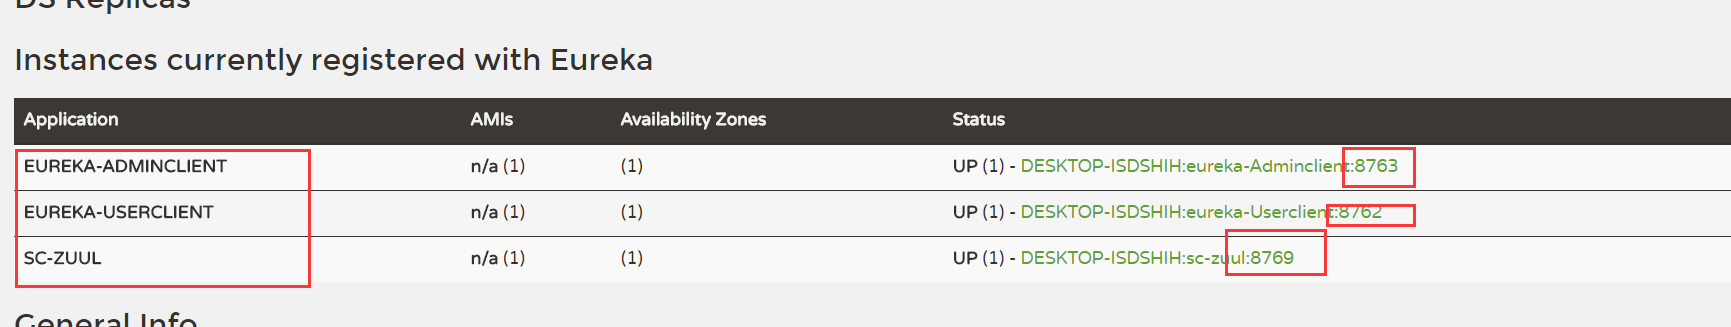 DS Replicas
Instances currently registered with Eureka
Application AMIs Availability Zones Status
EUREKA-ADMINCLIENT n/a (1) (1) UP (1) - DESKTOP-ISDSHIH:eureka-Adminclient:8763
EUREKA-USERCLIENT n/a (1) (1) UP (1) - DESKTOP-ISDSHIH:eureka-Userclient:8762
SC-ZUUL n/a (1) (1) UP (1) - DESKTOP-ISDSHIH:sc-zuul:8769
General Info